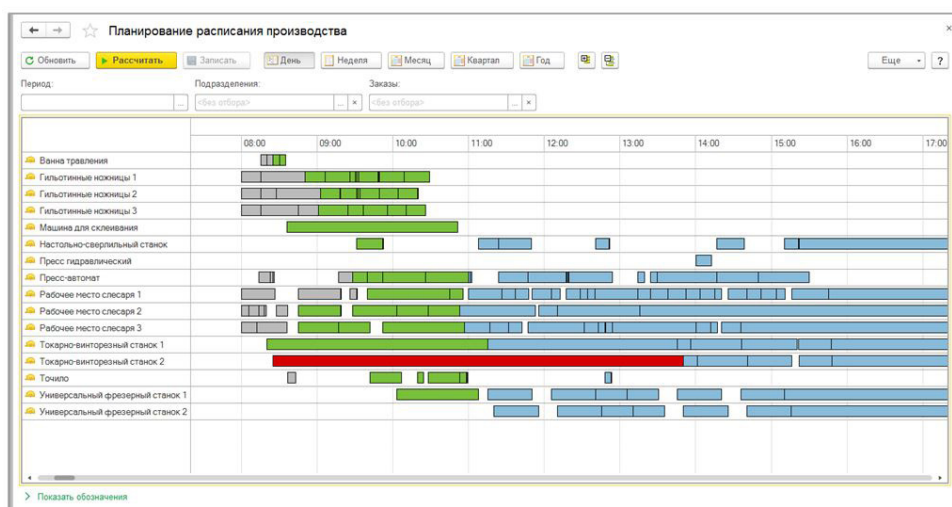 Планирование расписания производства
Обновить Рассчитать Записать День Неделя Месяц Квартал Год Еще ?
Период: Подразделения: Заказы:
... <без отбора> ... × <без отбора> ... ×
08:00 09:00 10:00 11:00 12:00 13:00 14:00 15:00 16:00 17:00
Ванна травления
Гильотинные ножницы 1
Гильотинные ножницы 2
Гильотинные ножницы 3
Машина для склеивания
Настольно-сверлильный станок
Пресс гидравлический
Пресс-автомат
Рабочее место слесаря 1
Рабочее место слесаря 2
Рабочее место слесаря 3
Токарно-винторезный станок 1
Токарно-винторезный станок 2
Точило
Универсальный фрезерный станок 1
Универсальный фрезерный станок 2
Показать обозначения